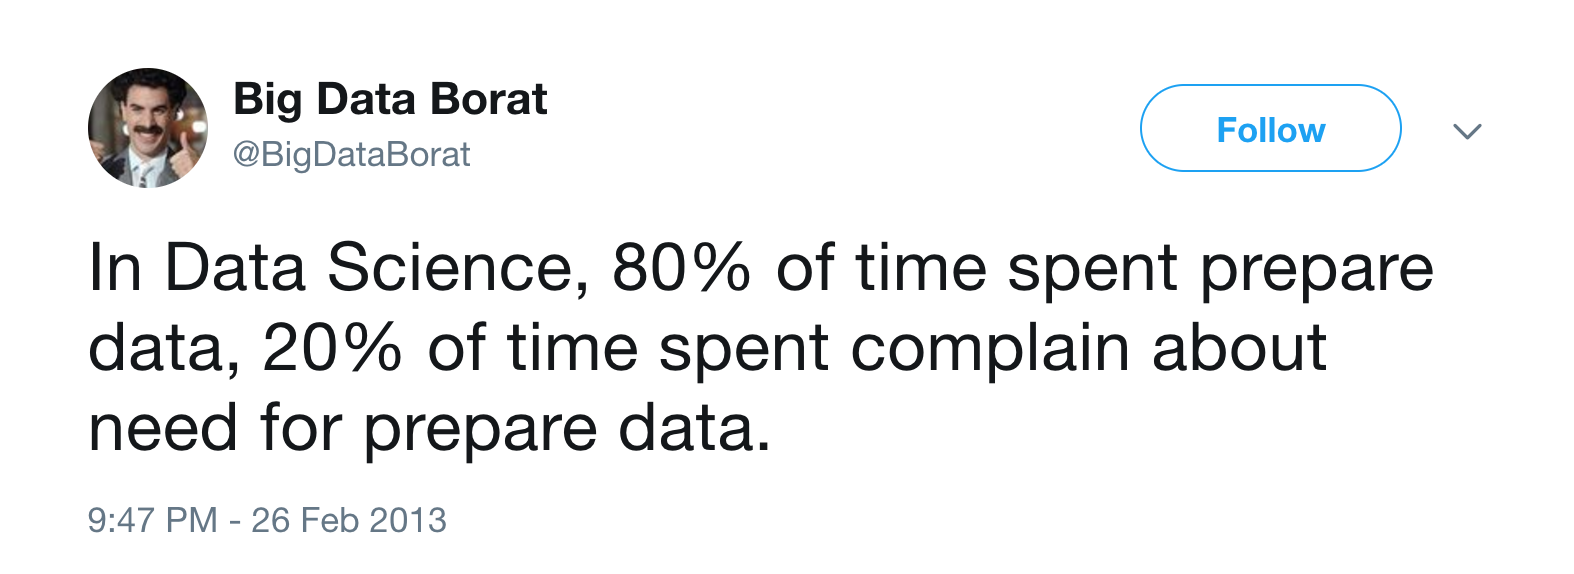 Big Data Borat
@BigDataBorat
Follow
In Data Science, 80% of time spent prepare
data, 20% of time spent complain about
need for prepare data.
9:47 PM - 26 Feb 2013